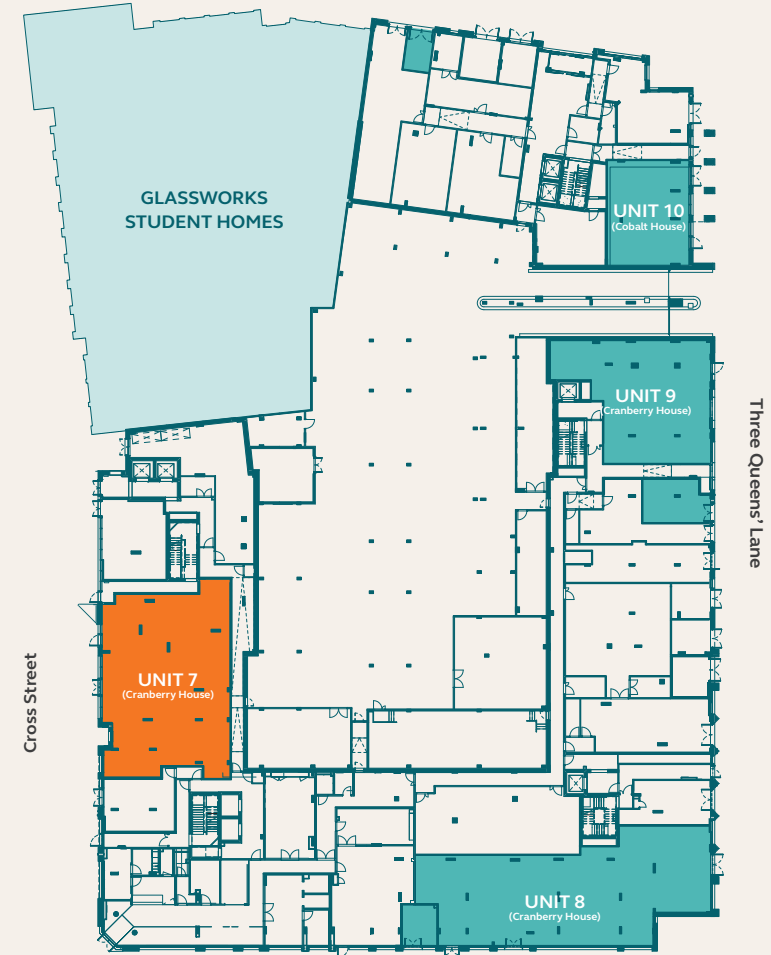 GLASSWORKS
STUDENT HOMES
UNIT 10
(Cobalt House)
UNIT 9
(Cranberry House)
Three Queens’ Lane
UNIT 7
(Cranberry House)
Cross Street
UNIT 8
(Cranberry House)